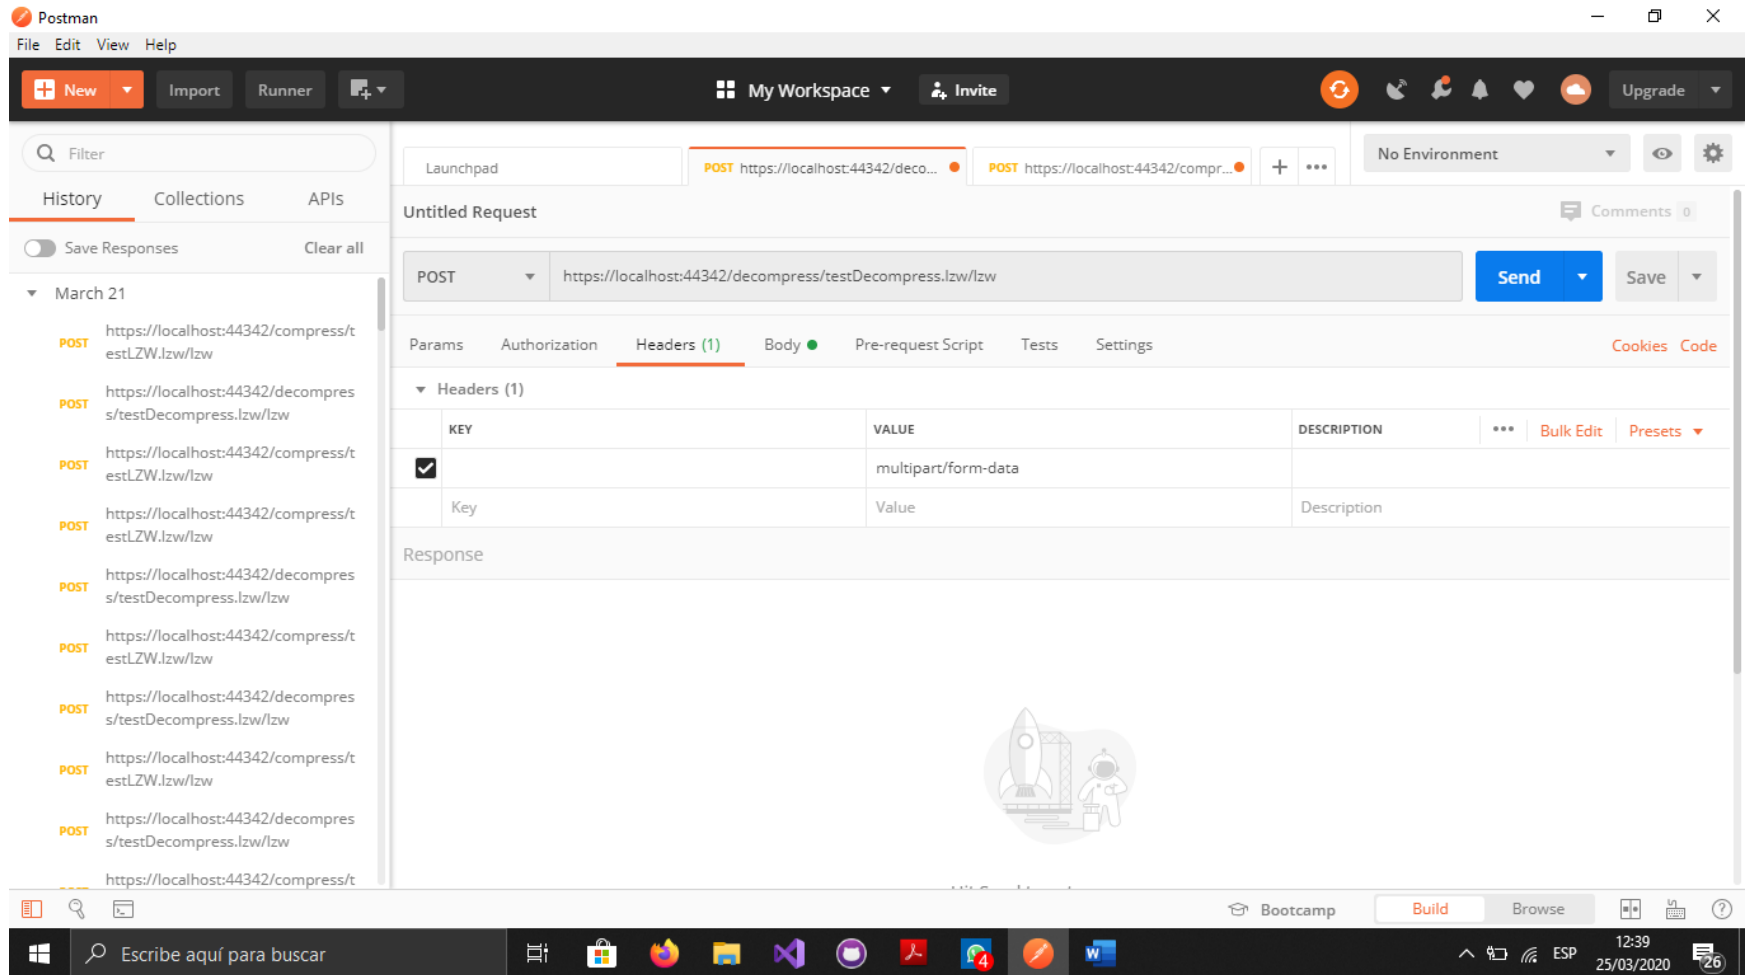 Postman
File Edit View Help
New Import Runner My Workspace Invite Upgrade
Filter
History Collections APIs
Save Responses Clear all
March 21
POST https://localhost:44342/compress/t
estLZW.lzw/lzw
POST https://localhost:44342/decompres
s/testDecompress.lzw/lzw
POST https://localhost:44342/compress/t
estLZW.lzw/lzw
POST https://localhost:44342/compress/t
estLZW.lzw/lzw
POST https://localhost:44342/decompres
s/testDecompress.lzw/lzw
POST https://localhost:44342/compress/t
estLZW.lzw/lzw
POST https://localhost:44342/decompres
s/testDecompress.lzw/lzw
POST https://localhost:44342/compress/t
estLZW.lzw/lzw
POST https://localhost:44342/decompres
s/testDecompress.lzw/lzw
https://localhost:44342/compress/t
Launchpad POST https://localhost:44342/deco... POST https://localhost:44342/compr... No Environment
Untitled Request Comments 0
POST https://localhost:44342/decompress/testDecompress.lzw/lzw Send Save
Params Authorization Headers (1) Body Pre-request Script Tests Settings Cookies Code
Headers (1)
KEY VALUE DESCRIPTION Bulk Edit Presets
multipart/form-data
Key Value Description
Response
Bootcamp Build Browse
Escribe aquí para buscar
4
ESP
12:39
25/03/2020
26